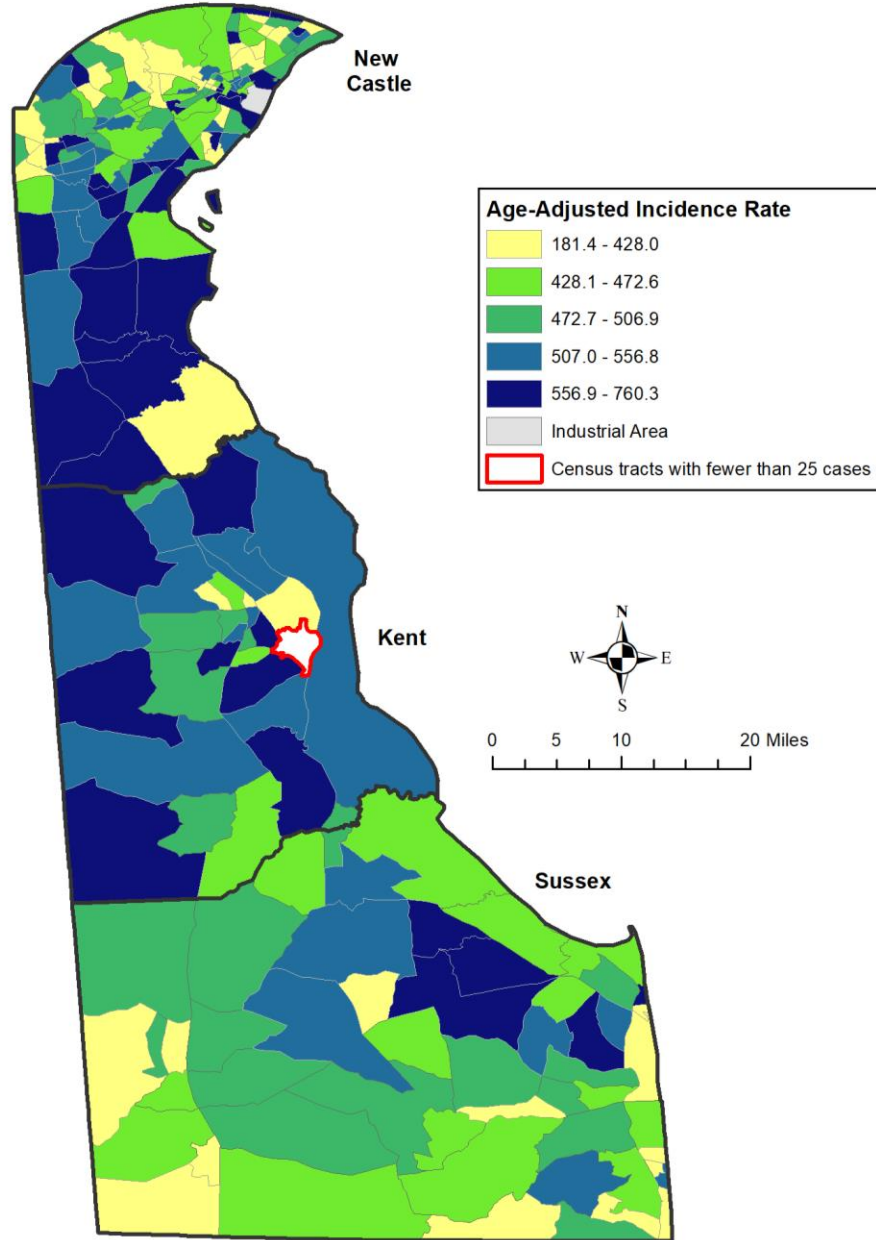 New
Castle
Age-Adjusted Incidence Rate
181.4 - 428.0
428.1 - 472.6
472.7 - 506.9
507.0 - 556.8
556.9 - 760.3
Industrial Area
Census tracts with fewer than 25 cases
Kent
N
W E
S
0 5 10 20 Miles
Sussex